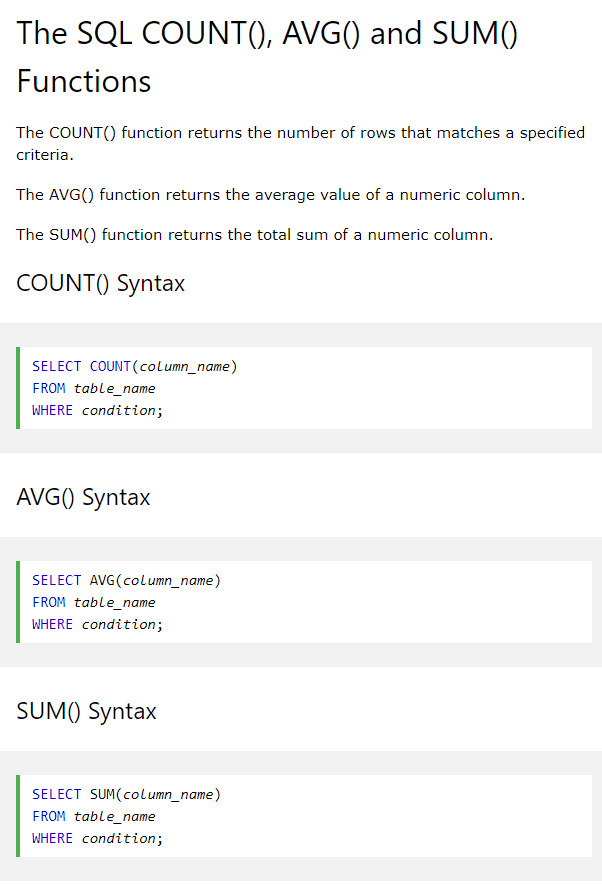 The SQL COUNT(), AVG() and SUM()
Functions
The COUNT() function returns the number of rows that matches a specified
criteria.
The AVG() function returns the average value of a numeric column.
The SUM() function returns the total sum of a numeric column.
COUNT() Syntax
SELECT COUNT(column_name)
FROM table_name
WHERE condition;
AVG() Syntax
SELECT AVG(column_name)
FROM table_name
WHERE condition;
SUM() Syntax
SELECT SUM(column_name)
FROM table_name
WHERE condition;